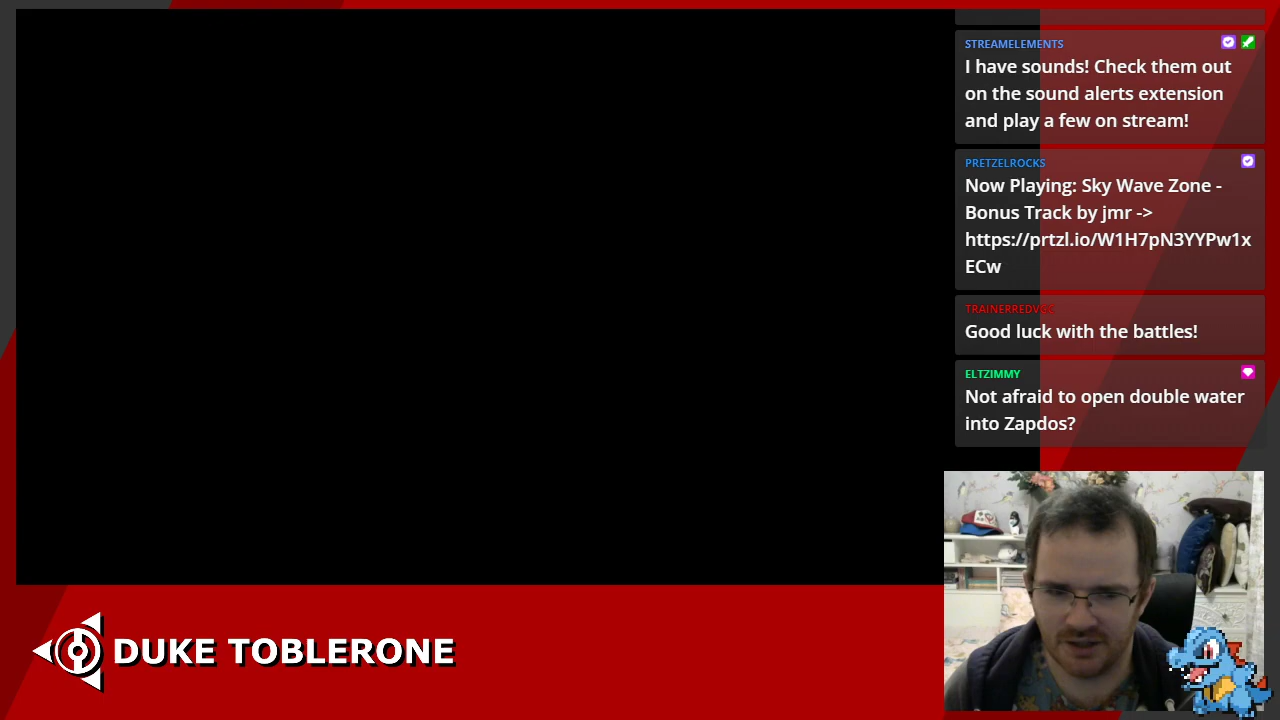 STREAMELEMENTS
I have sounds! Check them out
on the sound alerts extension
and play a few on stream!
PRETZELROCKS
Now Playing: Sky Wave Zone -
Bonus Track by jmr ->
https://prtzl.io/W1H7pN3YYPw1x
ECw
TRAINERREDVGC
Good luck with the battles!
ELTZIMMY
Not afraid to open double water
into Zapdos?
DUKE TOBLERONE